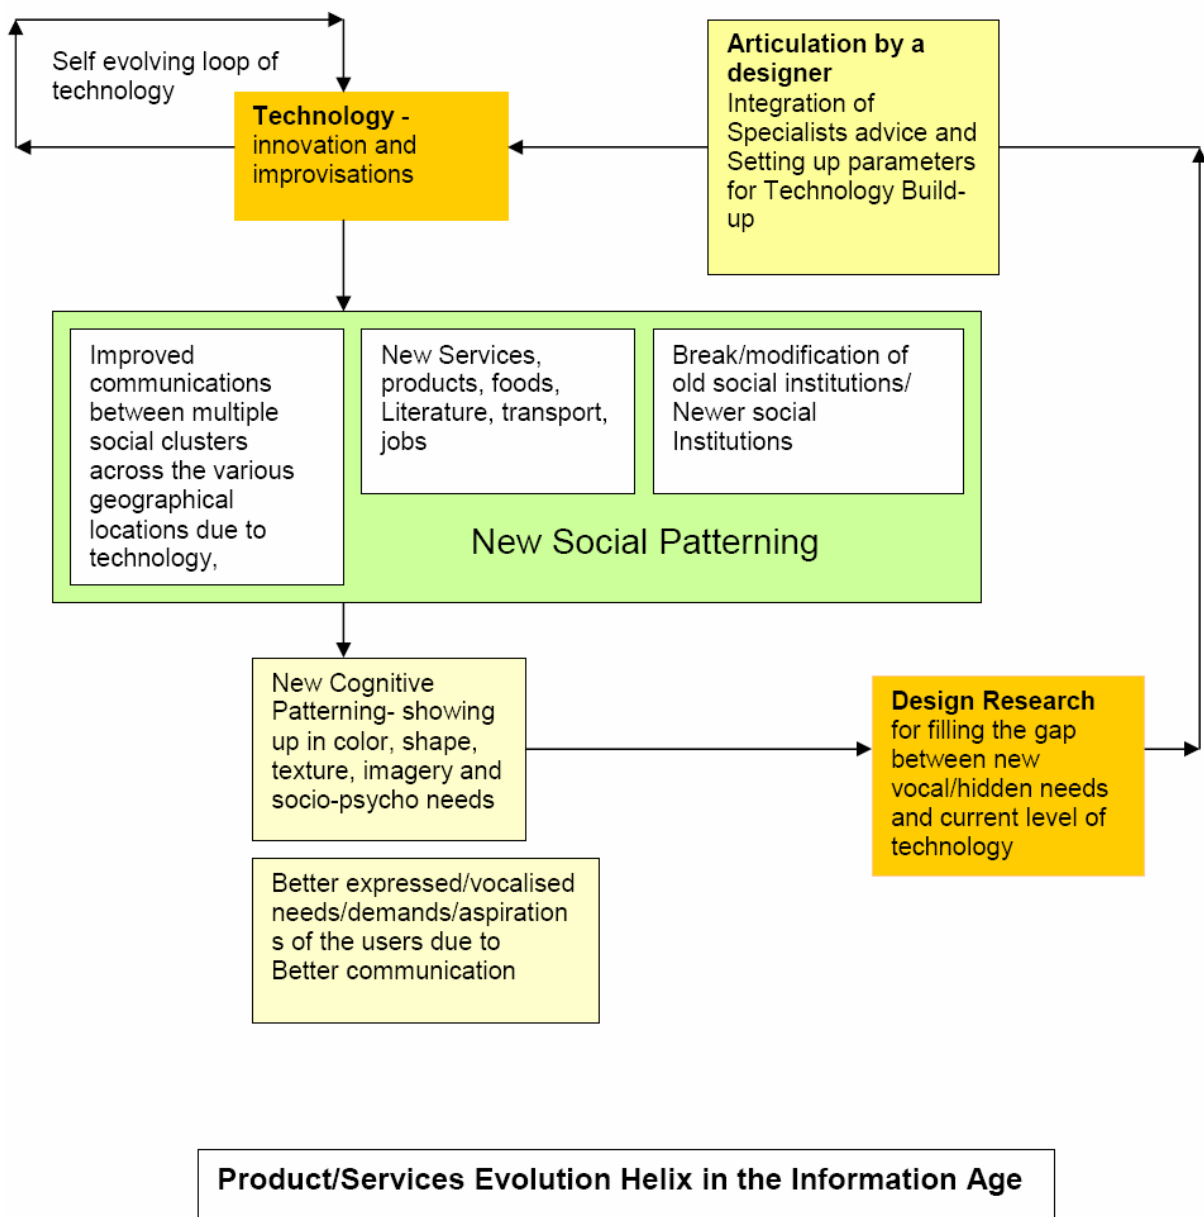 Self evolving loop of
technology
Technology -
innovation and
improvisations
Articulation by a
designer
Integration of
Specialists advice and
Setting up parameters
for Technology Build-
up
Improved
communications
between multiple
social clusters
across the various
geographical
locations due to
technology,
New Services,
products, foods,
Literature, transport,
jobs
Break/modification of
old social institutions/
Newer social
Institutions
New Social Patterning
New Cognitive
Patterning- showing
up in color, shape,
texture, imagery and
socio-psycho needs
Design Research
for filling the gap
between new
vocal/hidden needs
and current level of
technology
Better expressed/vocalised
needs/demands/aspiration
s of the users due to
Better communication
Product/Services Evolution Helix in the Information Age